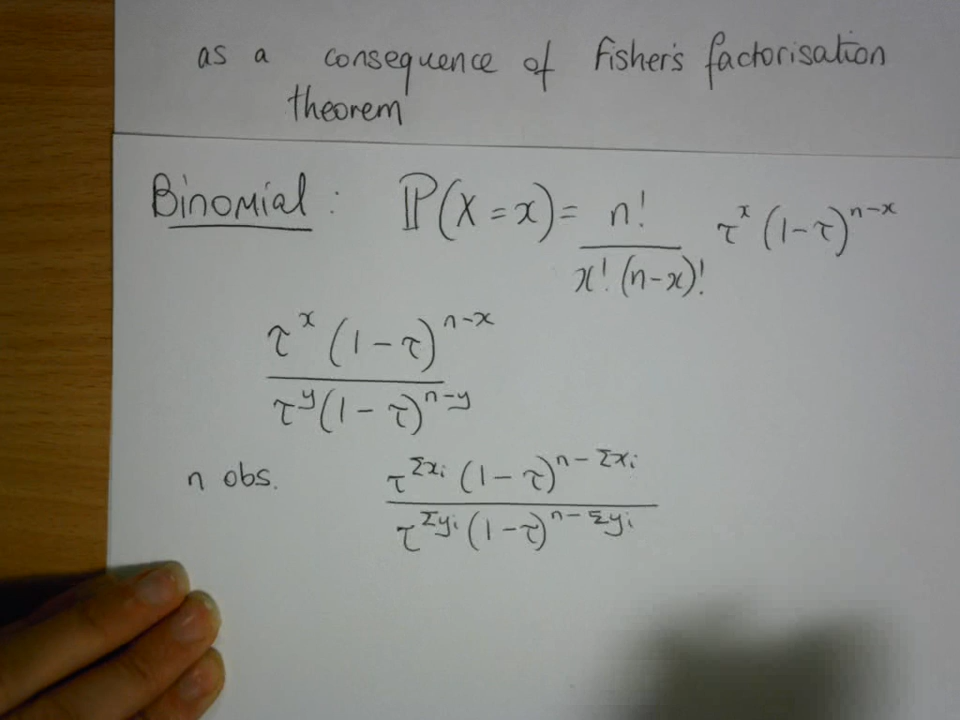 as a consequence of Fisher's factorisation
theorem
Binomial : ℙ(X=x)= n! / x!(n-x)! τ^x (1-τ)^{n-x}
τ^x (1-τ)^{n-x}
τ^y (1-τ)^{n-y}
n obs. τ^{Σxᵢ} (1-τ)^{n-Σxᵢ}
τ^{Σyᵢ} (1-τ)^{n-Σyᵢ}